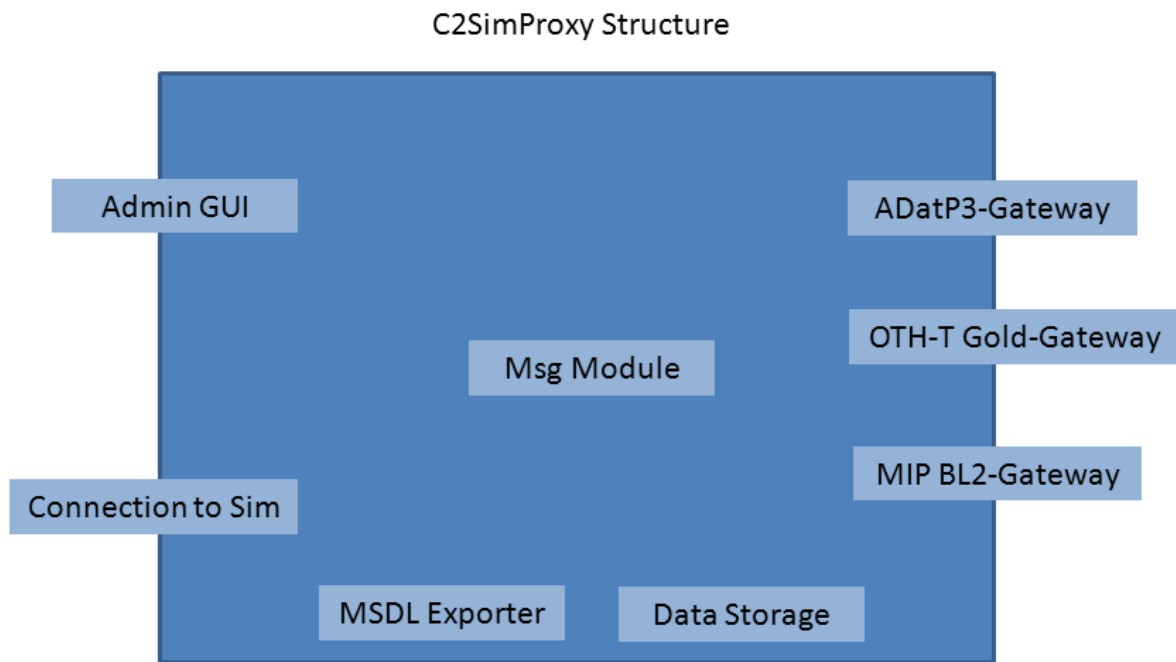 C2SimProxy Structure
Admin GUI
ADatP3-Gateway
OTH-T Gold-Gateway
Msg Module
MIP BL2-Gateway
Connection to Sim
MSDL Exporter
Data Storage